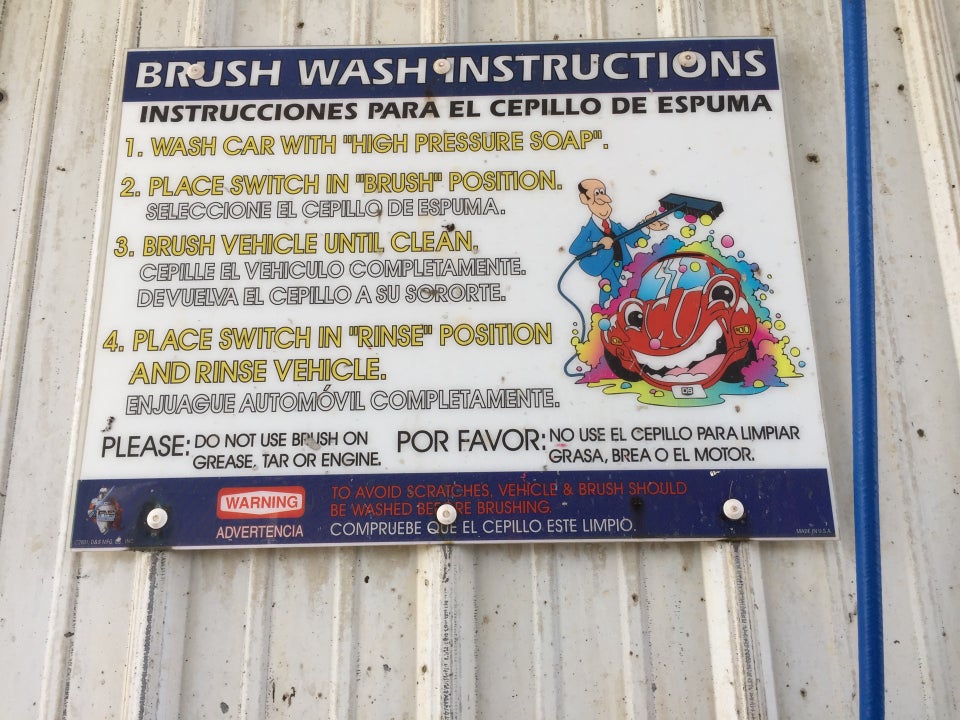 BRUSH WASH INSTRUCTIONS
INSTRUCCIONES PARA EL CEPILLO DE ESPUMA
1. WASH CAR WITH "HIGH PRESSURE SOAP".
2. PLACE SWITCH IN "BRUSH" POSITION.
SELECCIONE EL CEPILLO DE ESPUMA.
3. BRUSH VEHICLE UNTIL CLEAN.
CEPILLE EL VEHICULO COMPLETAMENTE.
DEVUELVA EL CEPILLO A SU SORORTE.
4. PLACE SWITCH IN "RINSE" POSITION
AND RINSE VEHICLE.
ENJUAGUE AUTOMÓVIL COMPLETAMENTE.
PLEASE: DO NOT USE BRUSH ON
GREASE, TAR OR ENGINE.
POR FAVOR: NO USE EL CEPILLO PARA LIMPIAR
GRASA, BREA O EL MOTOR.
WARNING
ADVERTENCIA
TO AVOID SCRATCHES, VEHICLE & BRUSH SHOULD
BE WASHED BEFORE BRUSHING.
COMPRUEBE QUE EL CEPILLO ESTE LIMPIO.
MADE IN U.S.A.